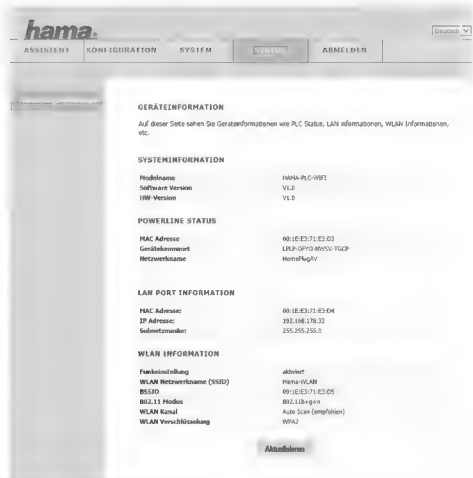 hama.
Deutsch
ASSISTENT KONFIGURATION SYSTEM STATUS ABMELDEN
GERÄTEINFORMATION
Auf dieser Seite sehen Sie Geräteinformationen wie PLC Status, LAN Informationen, WLAN Informationen,
etc.
SYSTEMINFORMATION
Modelname HAMA-PLC-WIFI
Software Version V1.0
HW-Version V1.0
POWERLINE STATUS
MAC Adresse 00:1E:E3:71:E3:D3
Gerätekennwort
Netzwerkname HomePlugAV
LAN PORT INFORMATION
MAC Adresse: 00:1E:E3:71:E3:D4
IP Adresse: 192.168.178.32
Subnetzmaske: 255.255.255.0
WLAN INFORMATION
Funkeinstellung aktiviert
WLAN Netzwerkname (SSID) Hama-WLAN
BSSID 00:1E:E3:71:E3:D5
802.11 Modus 802.11b+g+n
WLAN Kanal Auto Scan (empfohlen)
WLAN Verschlüsselung WPA2
Aktualisieren